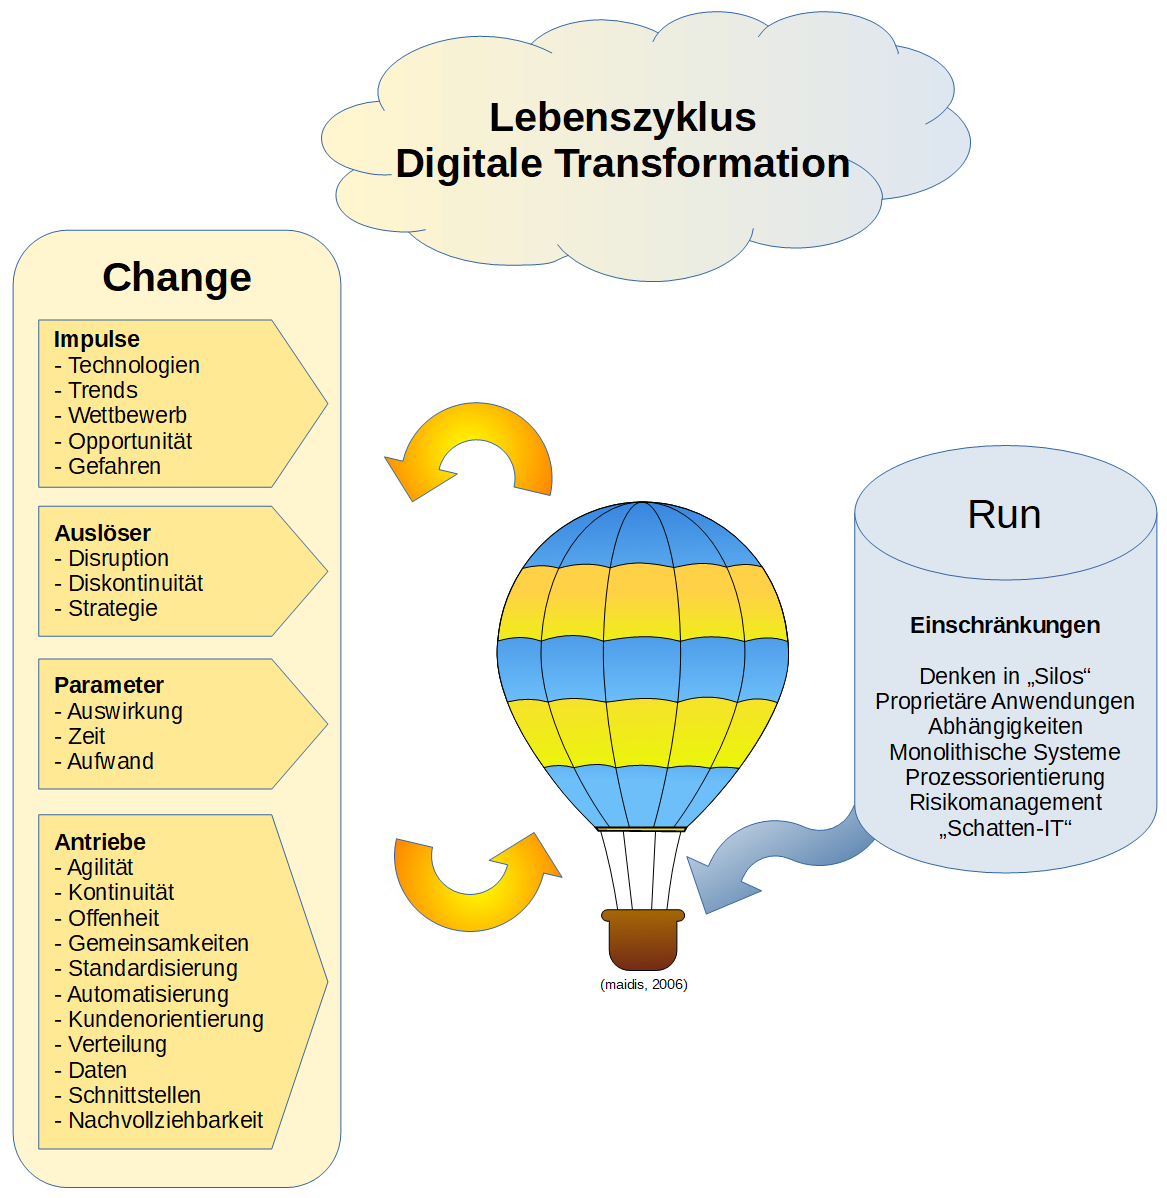 Lebenszyklus
Digitale Transformation
Change
Impulse
- Technologien
- Trends
- Wettbewerb
- Opportunität
- Gefahren
Auslöser
- Disruption
- Diskontinuität
- Strategie
Parameter
- Auswirkung
- Zeit
- Aufwand
Antriebe
- Agilität
- Kontinuität
- Offenheit
- Gemeinsamkeiten
- Standardisierung
- Automatisierung
- Kundenorientierung
- Verteilung
- Daten
- Schnittstellen
- Nachvollziehbarkeit
(maidis, 2006)
Run
Einschränkungen
Denken in „Silos“
Proprietäre Anwendungen
Abhängigkeiten
Monolithische Systeme
Prozessorientierung
Risikomanagement
„Schatten-IT“